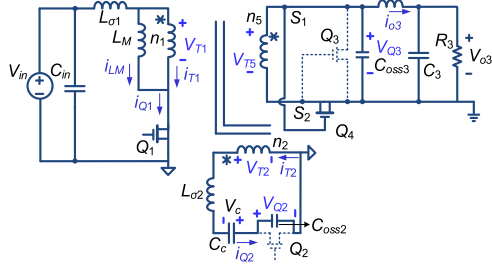 Lσ1
n5
S1
io3
LM
n1
VT1
Q3
R3
VT5
VQ3
Vin
Cin
iLM
iT1
Coss3
C3
Vo3
iQ1
S2
Q1
Q4
n2
VT2
iT2
Lσ2
Vc
VQ2
Coss2
Cc
iQ2
Q2